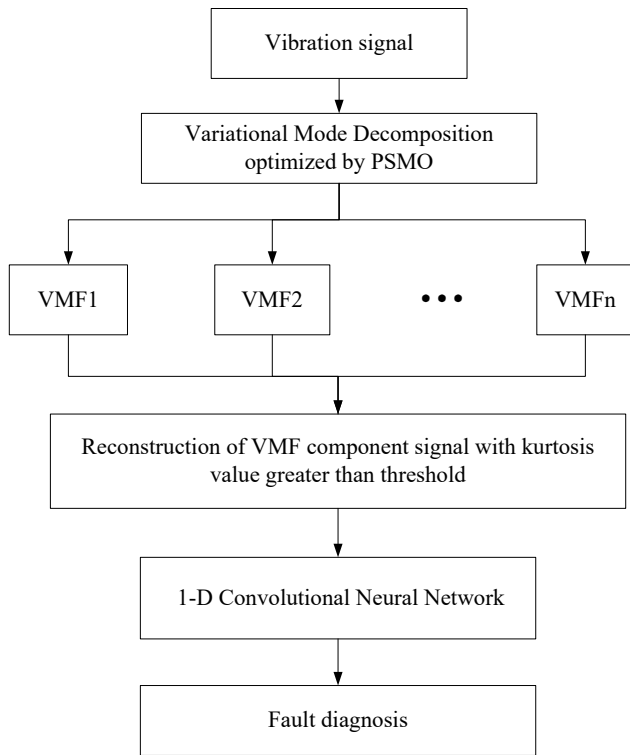 Vibration signal
Variational Mode Decomposition
optimized by PSMO
VMF1
VMF2
•••
VMFn
Reconstruction of VMF component signal with kurtosis
value greater than threshold
1-D Convolutional Neural Network
Fault diagnosis